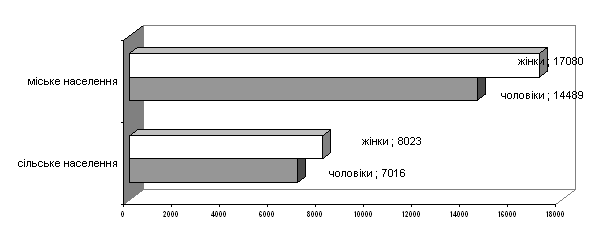 жінки ; 17080
міське населення
чоловіки ; 14489
жінки ; 8023
сільське населення
чоловіки ; 7016
0 2000 4000 6000 8000 10000 12000 14000 16000 18000